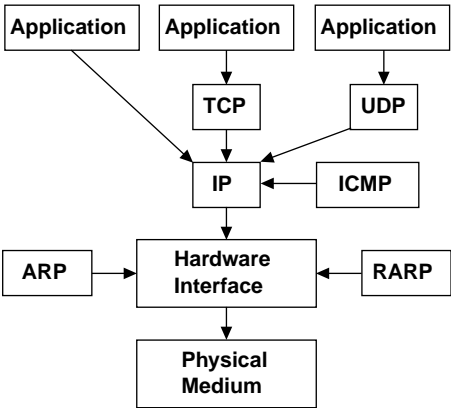 Application
Application
Application
TCP
UDP
IP
ICMP
ARP
Hardware
Interface
RARP
Physical
Medium